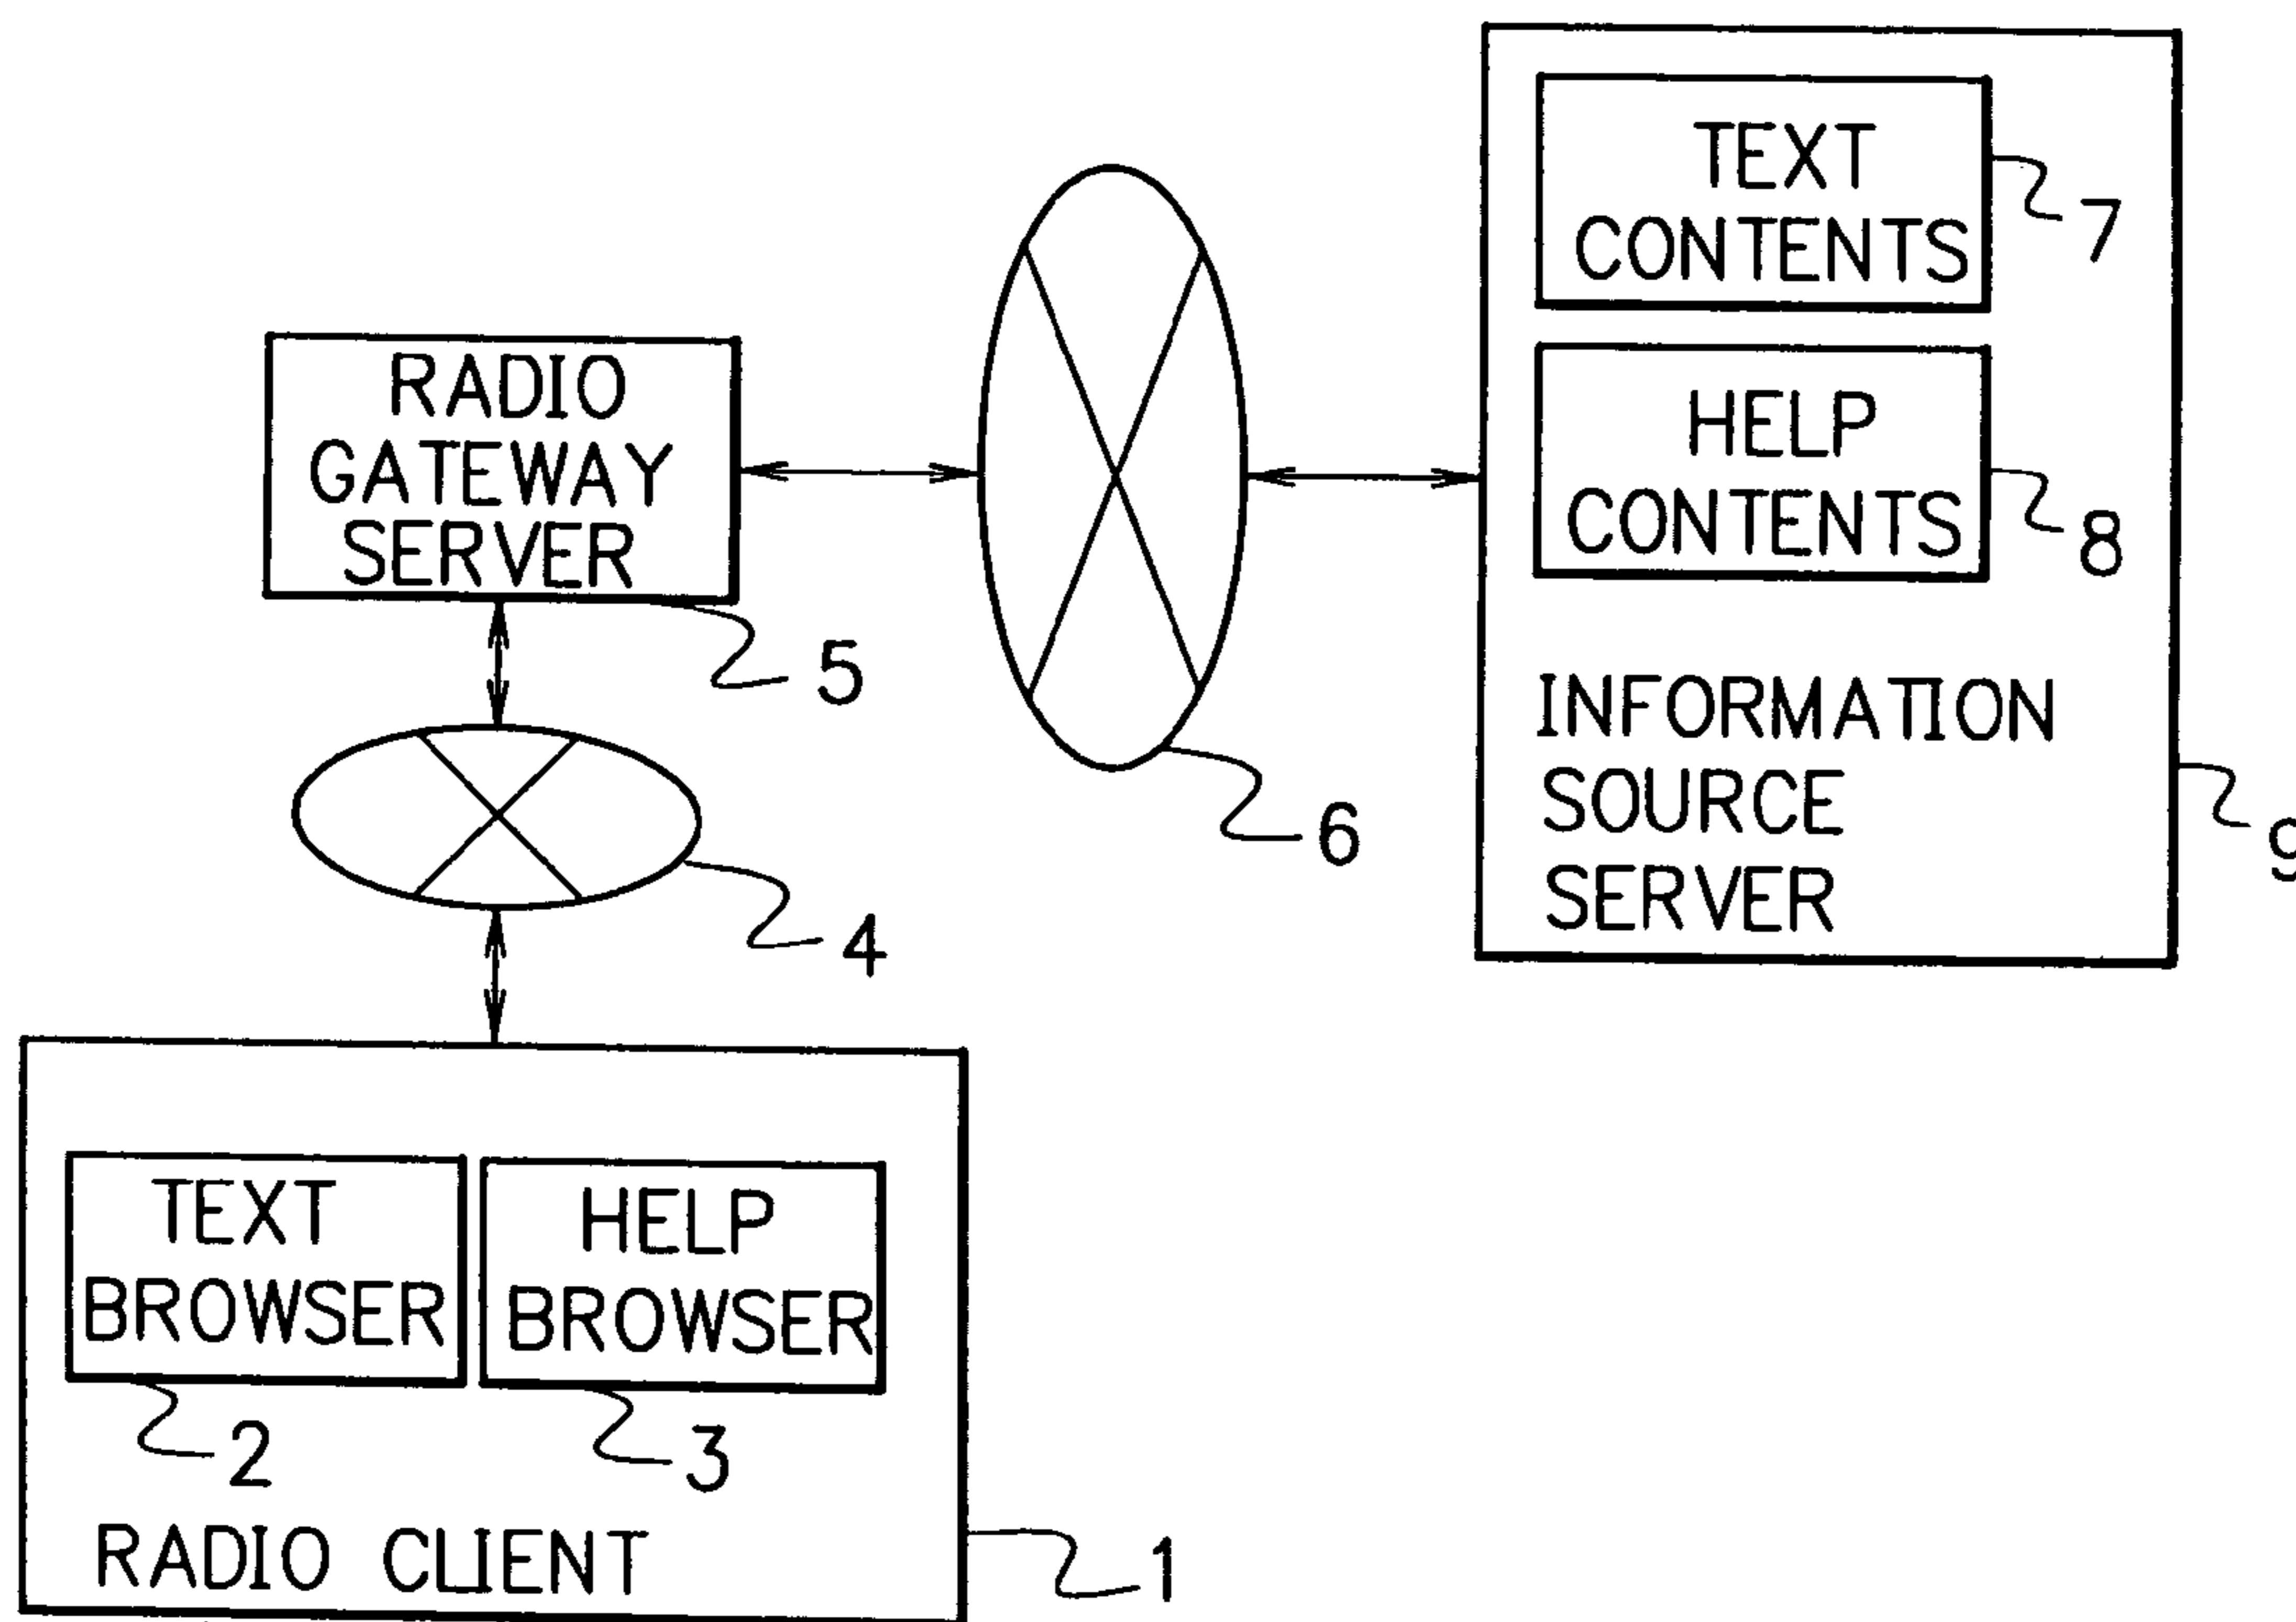 TEXT
CONTENTS
7
HELP
CONTENTS
8
RADIO
GATEWAY
SERVER
5
6
INFORMATION
SOURCE
SERVER
9
4
TEXT
BROWSER
2
HELP
BROWSER
3
RADIO CLIENT
1